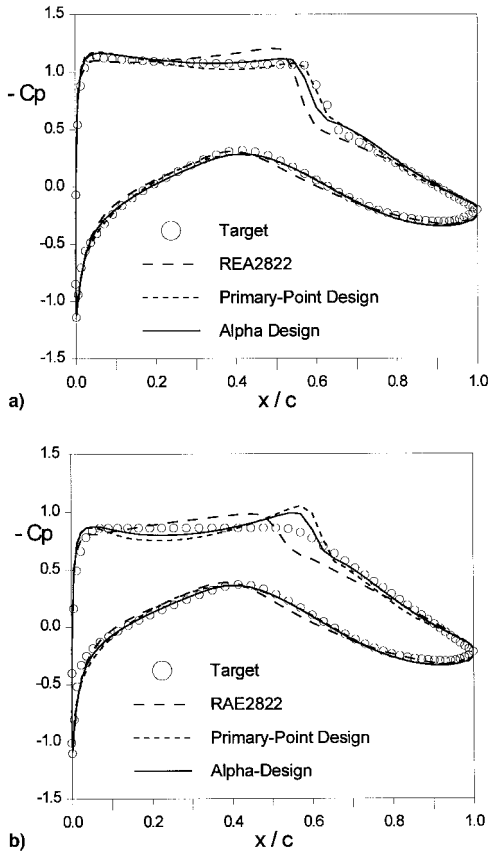 1.5
1.0
- Cp
0.5
0.0
-0.5
-1.0
-1.5
Target
REA2822
Primary-Point Design
Alpha Design
0.0 0.2 0.4 0.6 0.8 1.0
a) x / c
1.5
1.0
- Cp
0.5
0.0
-0.5
-1.0
-1.5
Target
RAE2822
Primary-Point Design
Alpha-Design
0.0 0.2 0.4 0.6 0.8 1.0
b) x / c